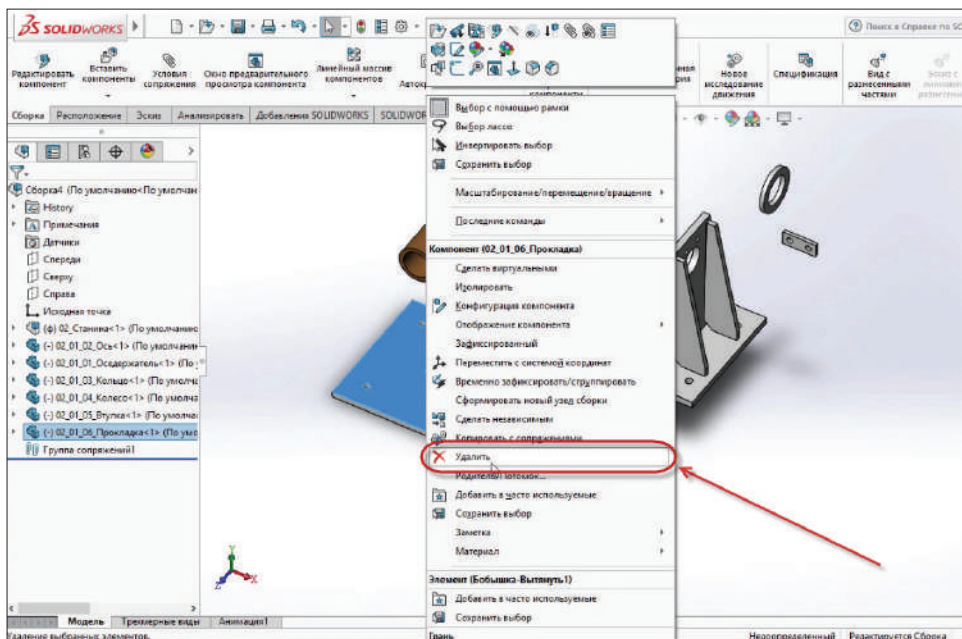 SOLIDWORKS
Поиск в Справке по SO
Редактировать компонент
Вставить компоненты
Условия сопряжения
Окно предварительного просмотра компонента
Линейный массив компонентов
Новое исследование движения
Спецификация
Вид с разнесенными частями
компоненты
Сборка Расположение Эскиз Анализировать Добавления SOLIDWORKS SOLIDWOR
Сборка4 (По умолчанию<По умолчан
History
Примечания
Датчики
Спереди
Сверху
Справа
Исходная точка
(ф) 02_Станина<1> (По умолчанию
(-) 02_01_02_Ось<1> (По умолчани
(-) 02_01_01_Оседержатель<1> (По
(-) 02_01_03_Кольцо<1> (По умолча
(-) 02_01_04_Колесо<1> (По умолча
(-) 02_01_05_Втулка<1> (По умолча
(-) 02_01_06_Прокладка<1> (По умо
Группа сопряжений1
Выбор с помощью рамки
Выбор лассо
Инвертировать выбор
Сохранить выбор
Масштабирование/перемещение/вращение
Последние команды
Компонент (02_01_06_Прокладка)
Сделать виртуальными
Изолировать
Конфигурация компонента
Отображение компонента
Зафиксированный
Переместить с системой координат
Временно зафиксировать/сгруппировать
Сформировать новый узел сборки
Сделать независимым
Копировать с сопряжениями
Удалить
Родитель/Потомок...
Добавить в часто используемые
Сохранить выбор
Заметка
Материал
Элемент (Бобышка-Вытянуть1)
Добавить в часто используемые
Сохранить выбор
Грань
Y
X
Z
Модель Трехмерные виды Анимация1
Удаление выбранных элементов.
Неопределенный Редактируется Сборка